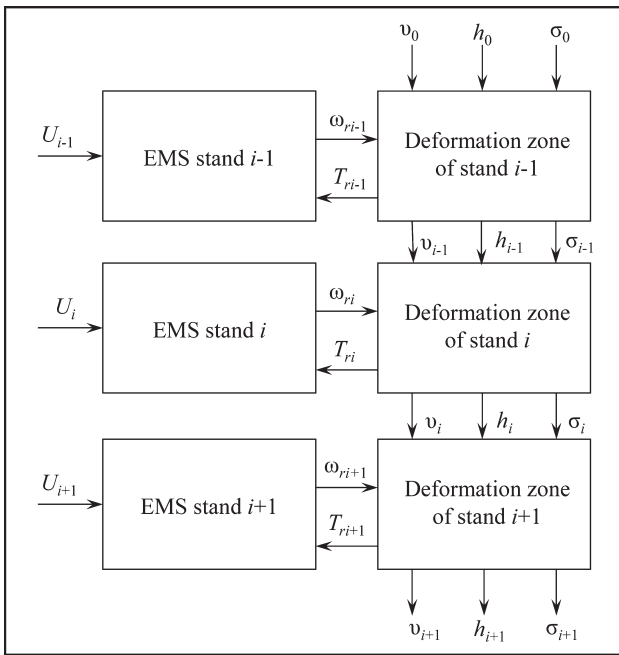 υ0 h0 σ0
Ui-1
EMS stand i-1
ωri-1
Tri-1
Deformation zone
of stand i-1
υi-1 hi-1 σi-1
Ui
EMS stand i
ωri
Tri
Deformation zone
of stand i
υi hi σi
Ui+1
EMS stand i+1
ωri+1
Tri+1
Deformation zone
of stand i+1
υi+1 hi+1 σi+1